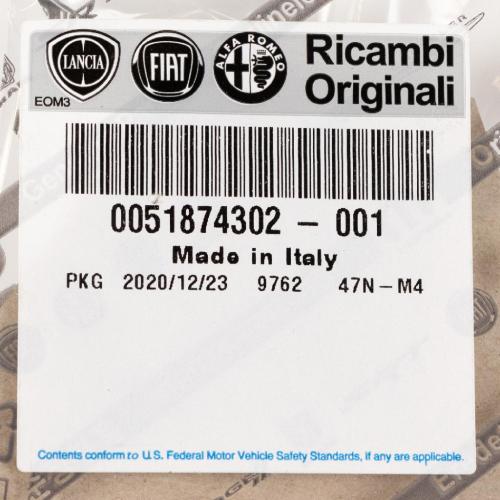 LANCIA
FIAT
ALFA ROMEO
Ricambi
Originali
EOM3
0051874302 - 001
Made in Italy
PKG 2020/12/23 9762 47N-M4
Contents conform to U.S. Federal Motor Vehicle Safety Standards, if any are applicable.